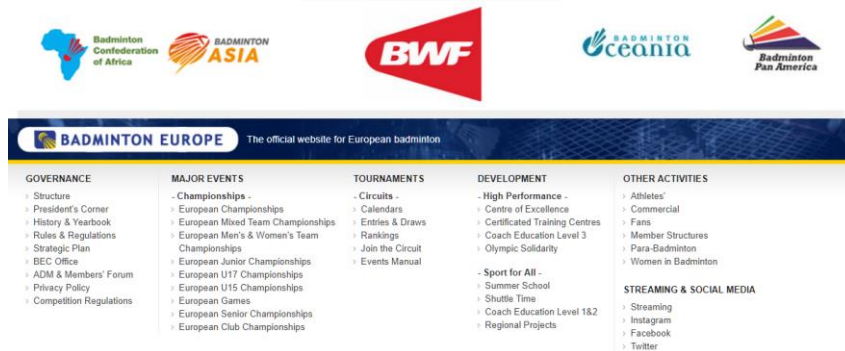 Badminton
Confederation
of Africa
BADMINTON
ASIA
BWF
BADMINTON
Oceania
Badminton
Pan America
BADMINTON EUROPE
The official website for European badminton
GOVERNANCE
Structure
President's Corner
History & Yearbook
Rules & Regulations
Strategic Plan
BEC Office
ADM & Members' Forum
Privacy Policy
Competition Regulations
MAJOR EVENTS
- Championships -
European Championships
European Mixed Team Championships
European Men's & Women's Team
Championships
European Junior Championships
European U17 Championships
European U15 Championships
European Games
European Senior Championships
European Club Championships
TOURNAMENTS
- Circuits -
Calendars
Entries & Draws
Rankings
Join the Circuit
Events Manual
DEVELOPMENT
- High Performance -
Centre of Excellence
Certificated Training Centres
Coach Education Level 3
Olympic Solidarity
- Sport for All -
Summer School
Shuttle Time
Coach Education Level 1&2
Regional Projects
OTHER ACTIVITIES
Athletes'
Commercial
Fans
Member Structures
Para-Badminton
Women in Badminton
STREAMING & SOCIAL MEDIA
Streaming
Instagram
Facebook
Twitter